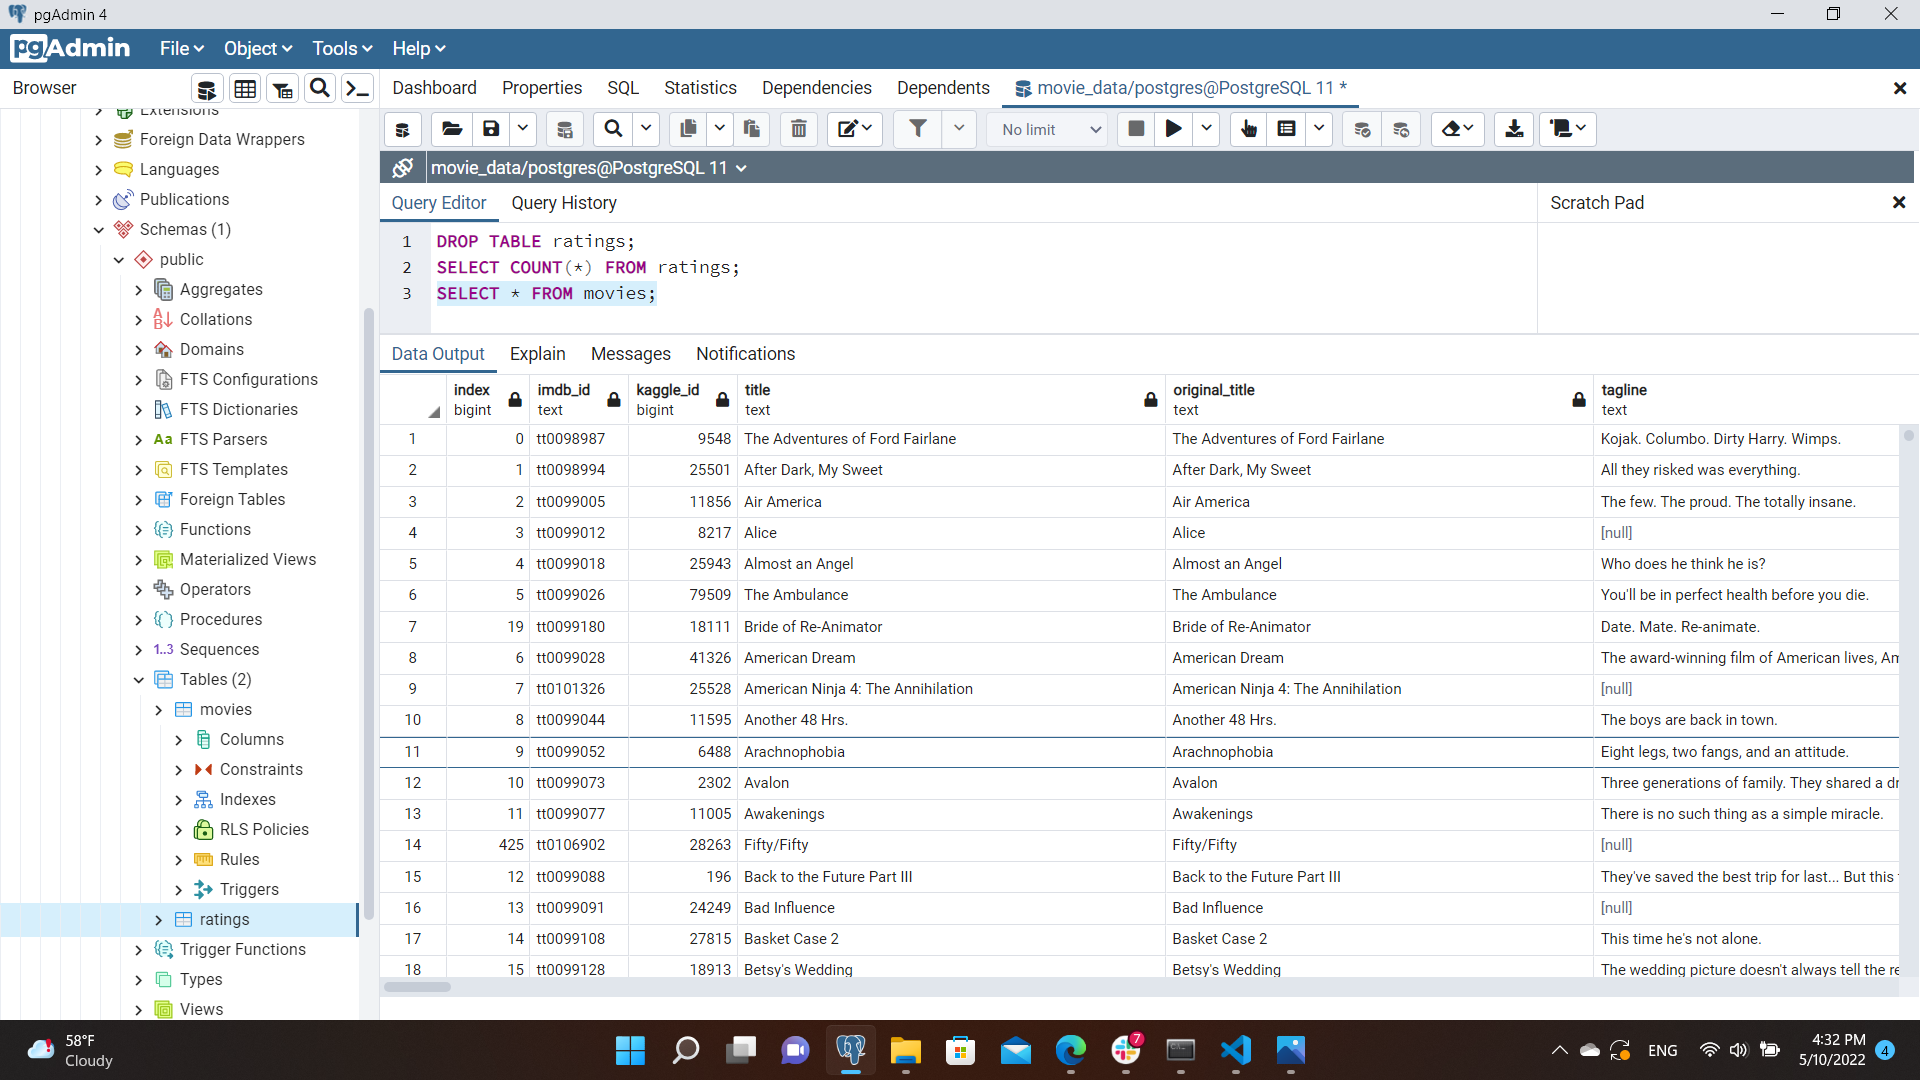 pgAdmin 4
pgAdmin File Object Tools Help
Browser
Dashboard Properties SQL Statistics Dependencies Dependents movie_data/postgres@PostgreSQL 11 *
No limit
movie_data/postgres@PostgreSQL 11
Extensions
Foreign Data Wrappers
Languages
Publications
Schemas (1)
public
Aggregates
Collations
Domains
FTS Configurations
FTS Dictionaries
Aa FTS Parsers
FTS Templates
Foreign Tables
Functions
Materialized Views
Operators
Procedures
1..3 Sequences
Tables (2)
movies
Columns
Constraints
Indexes
RLS Policies
Rules
Triggers
ratings
Trigger Functions
Types
Views
Query Editor Query History
Scratch Pad
1 DROP TABLE ratings;
2 SELECT COUNT(*) FROM ratings;
3 SELECT * FROM movies;
Data Output Explain Messages Notifications
index imdb_id kaggle_id title original_title tagline
bigint text bigint text text text
1 0 tt0098987 9548 The Adventures of Ford Fairlane The Adventures of Ford Fairlane Kojak. Columbo. Dirty Harry. Wimps.
2 1 tt0098994 25501 After Dark, My Sweet After Dark, My Sweet All they risked was everything.
3 2 tt0099005 11856 Air America Air America The few. The proud. The totally insane.
4 3 tt0099012 8217 Alice Alice [null]
5 4 tt0099018 25943 Almost an Angel Almost an Angel Who does he think he is?
6 5 tt0099026 79509 The Ambulance The Ambulance You'll be in perfect health before you die.
7 19 tt0099180 18111 Bride of Re-Animator Bride of Re-Animator Date. Mate. Re-animate.
8 6 tt0099028 41326 American Dream American Dream The award-winning film of American lives, Am
9 7 tt0101326 25528 American Ninja 4: The Annihilation American Ninja 4: The Annihilation [null]
10 8 tt0099044 11595 Another 48 Hrs. Another 48 Hrs. The boys are back in town.
11 9 tt0099052 6488 Arachnophobia Arachnophobia Eight legs, two fangs, and an attitude.
12 10 tt0099073 2302 Avalon Avalon Three generations of family. They shared a dr
13 11 tt0099077 11005 Awakenings Awakenings There is no such thing as a simple miracle.
14 425 tt0106902 28263 Fifty/Fifty Fifty/Fifty [null]
15 12 tt0099088 196 Back to the Future Part III Back to the Future Part III They've saved the best trip for last... But this
16 13 tt0099091 24249 Bad Influence Bad Influence [null]
17 14 tt0099108 27815 Basket Case 2 Basket Case 2 This time he's not alone.
18 15 tt0099128 18913 Betsy's Wedding Betsy's Wedding The wedding picture doesn't always tell the re
58°F
Cloudy
7
ENG
4:32 PM
5/10/2022
4